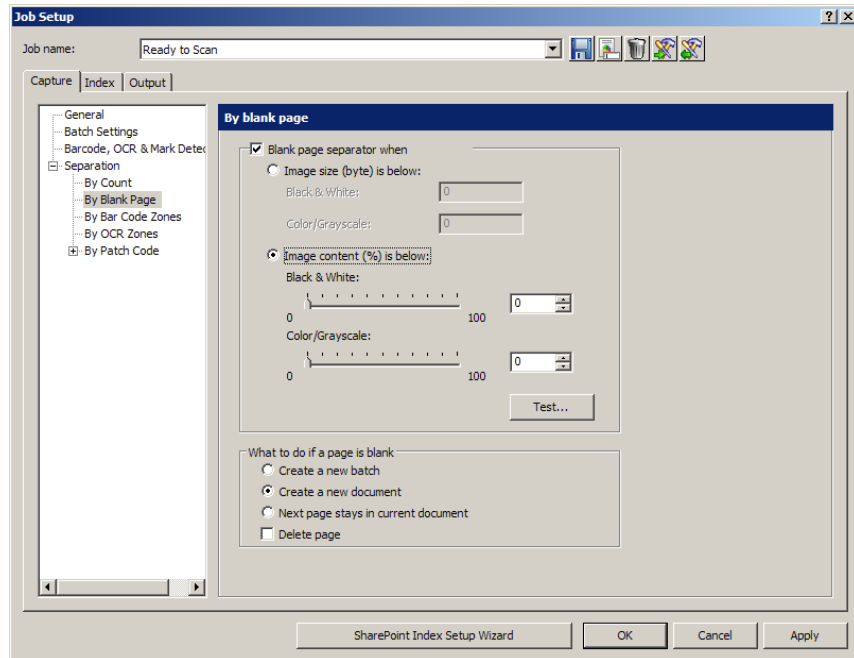 Job Setup
Job name: Ready to Scan
Capture Index Output
General
Batch Settings
Barcode, OCR & Mark Detec
Separation
By Count
By Blank Page
By Bar Code Zones
By OCR Zones
By Patch Code
By blank page
Blank page separator when
Image size (byte) is below:
Black & White: 0
Color/Grayscale: 0
Image content (%) is below:
Black & White:
0
0 100
Color/Grayscale:
0
0 100
Test...
What to do if a page is blank
Create a new batch
Create a new document
Next page stays in current document
Delete page
SharePoint Index Setup Wizard OK Cancel Apply